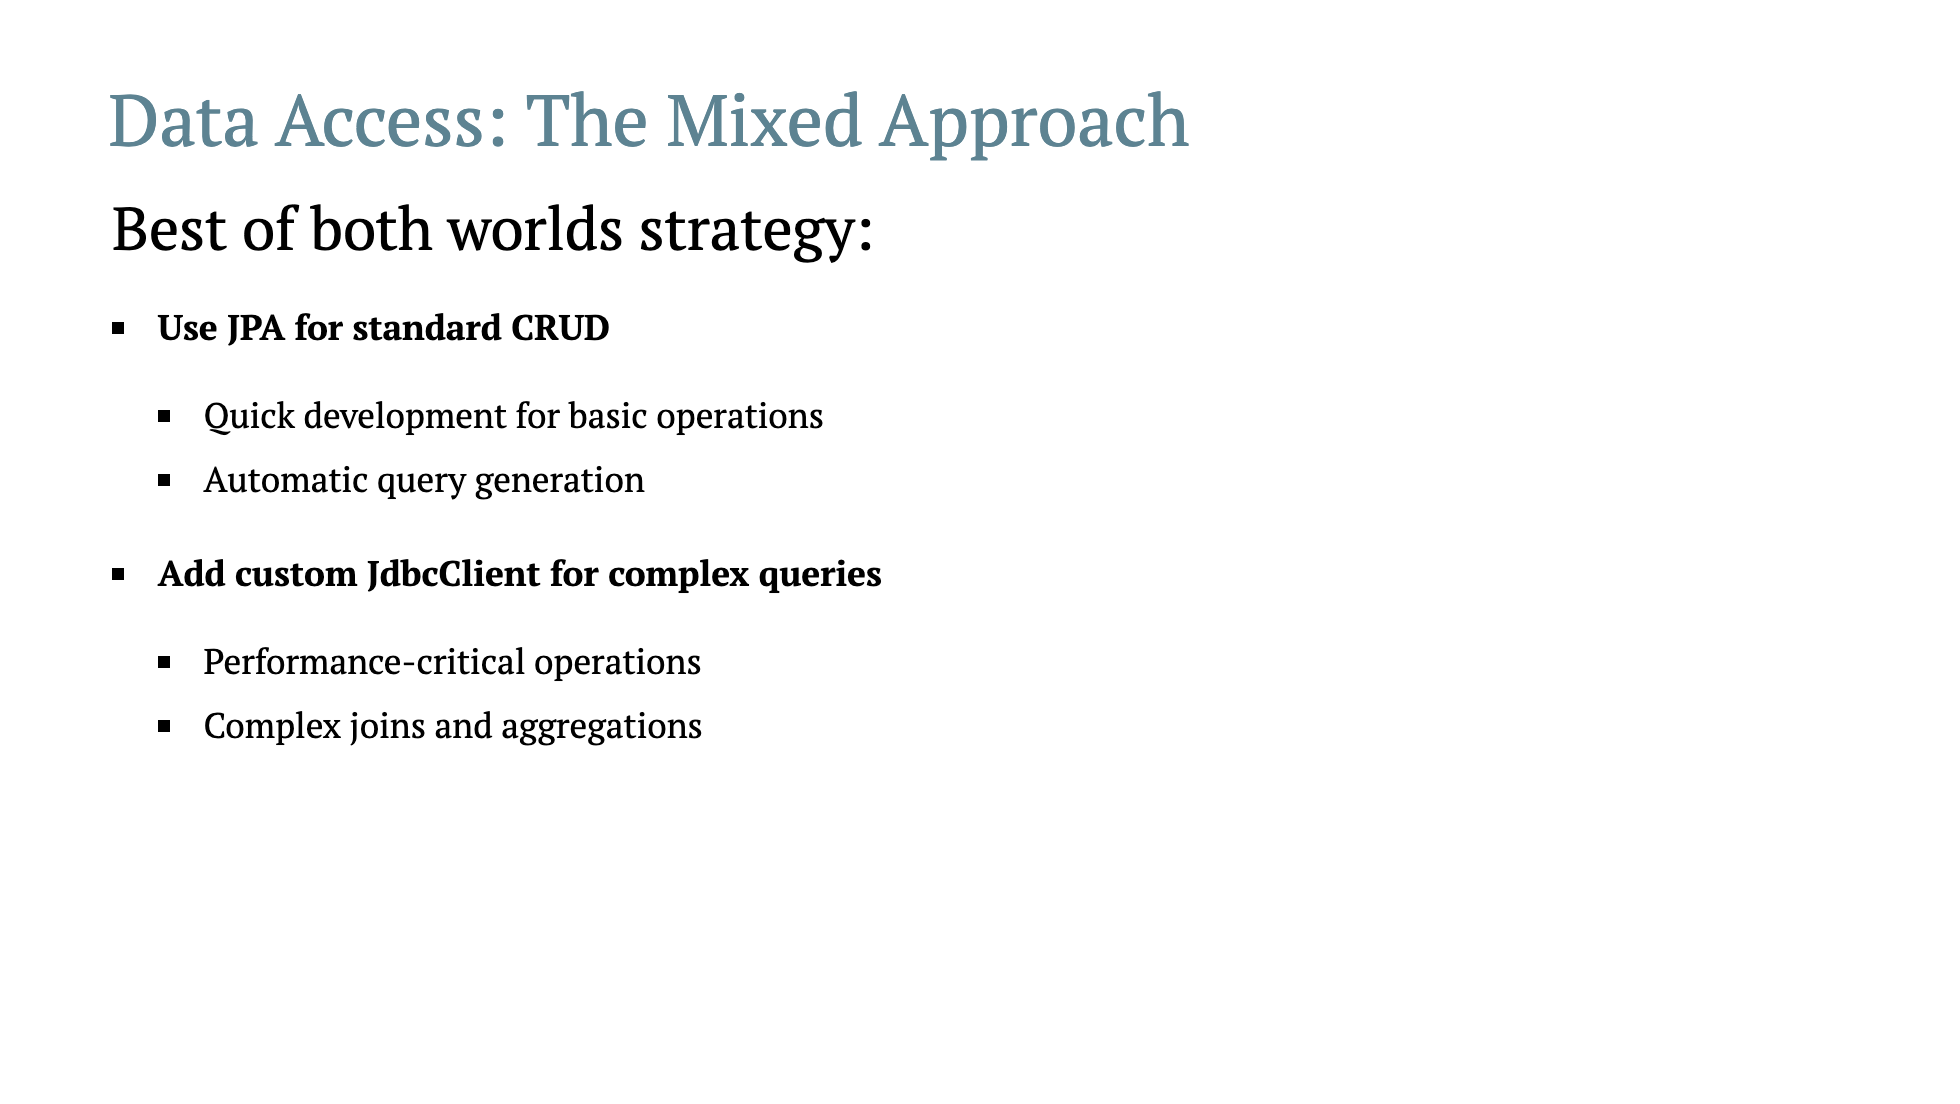 Data Access: The Mixed Approach
Best of both worlds strategy:
Use JPA for standard CRUD
Quick development for basic operations
Automatic query generation
Add custom JdbcClient for complex queries
Performance-critical operations
Complex joins and aggregations